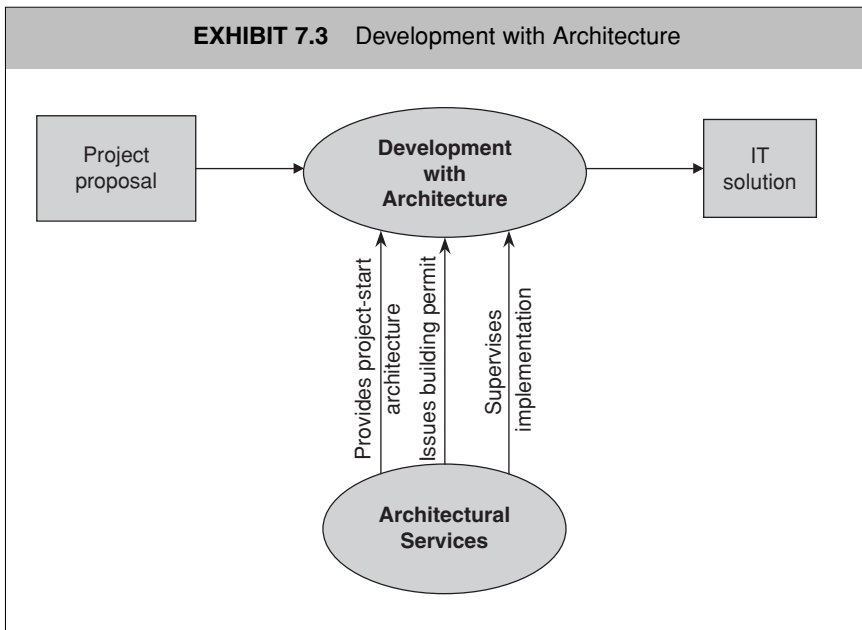 EXHIBIT 7.3 Development with Architecture
Project
proposal
Development
with
Architecture
IT
solution
Provides project-start
architecture
Issues building permit
Supervises
implementation
Architectural
Services